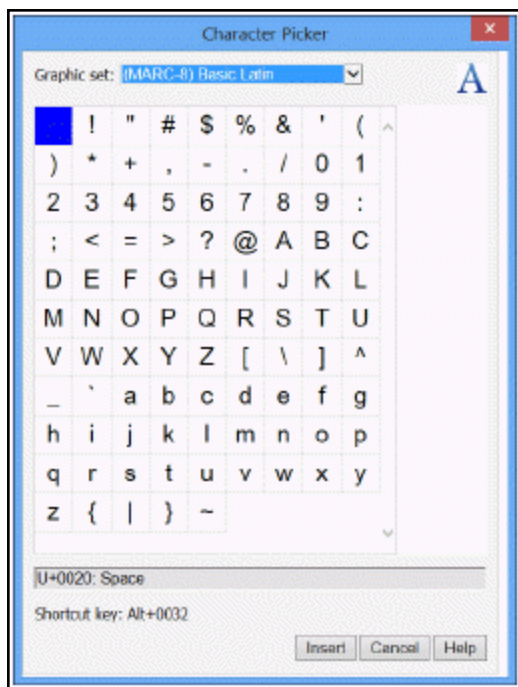 Character Picker
Graphic set: (MARC-8) Basic Latin
A
! " # $ % & ' (
) * + , - . / 0 1
2 3 4 5 6 7 8 9 :
; < = > ? @ A B C
D E F G H I J K L
M N O P Q R S T U
V W X Y Z [ \ ] ^
_ ` a b c d e f g
h i j k l m n o p
q r s t u v w x y
z { | } ~
U+0020: Space
Shortcut key: Alt+0032
Insert Cancel Help